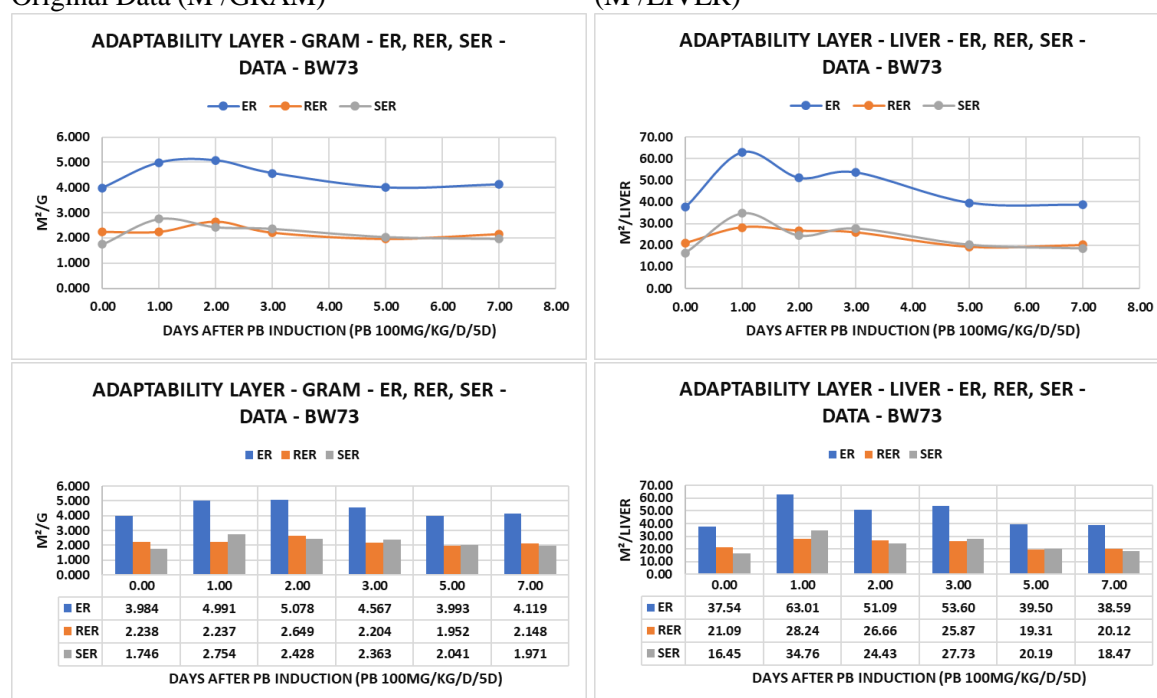 Original Data (M²/GRAM)
(M²/LIVER)
ADAPTABILITY LAYER - GRAM - ER, RER, SER -
DATA - BW73
ER RER SER
6.000
5.000
4.000
3.000
2.000
1.000
0.000
M²/G
0.00 1.00 2.00 3.00 4.00 5.00 6.00 7.00 8.00
DAYS AFTER PB INDUCTION (PB 100MG/KG/D/5D)
ADAPTABILITY LAYER - LIVER - ER, RER, SER -
DATA - BW73
ER RER SER
70.00
60.00
50.00
40.00
30.00
20.00
10.00
0.00
M²/LIVER
0.00 1.00 2.00 3.00 4.00 5.00 6.00 7.00 8.00
DAYS AFTER PB INDUCTION (PB 100MG/KG/D/5D)
ADAPTABILITY LAYER - GRAM - ER, RER, SER -
DATA - BW73
ER RER SER
6.000
5.000
4.000
3.000
2.000
1.000
0.000
M²/G
0.00 1.00 2.00 3.00 5.00 7.00
ER 3.984 4.991 5.078 4.567 3.993 4.119
RER 2.238 2.237 2.649 2.204 1.952 2.148
SER 1.746 2.754 2.428 2.363 2.041 1.971
DAYS AFTER PB INDUCTION (PB 100MG/KG/D/5D)
ADAPTABILITY LAYER - LIVER - ER, RER, SER -
DATA - BW73
ER RER SER
70.00
60.00
50.00
40.00
30.00
20.00
10.00
0.00
M²/LIVER
0.00 1.00 2.00 3.00 5.00 7.00
ER 37.54 63.01 51.09 53.60 39.50 38.59
RER 21.09 28.24 26.66 25.87 19.31 20.12
SER 16.45 34.76 24.43 27.73 20.19 18.47
DAYS AFTER PB INDUCTION (PB 100MG/KG/D/5D)